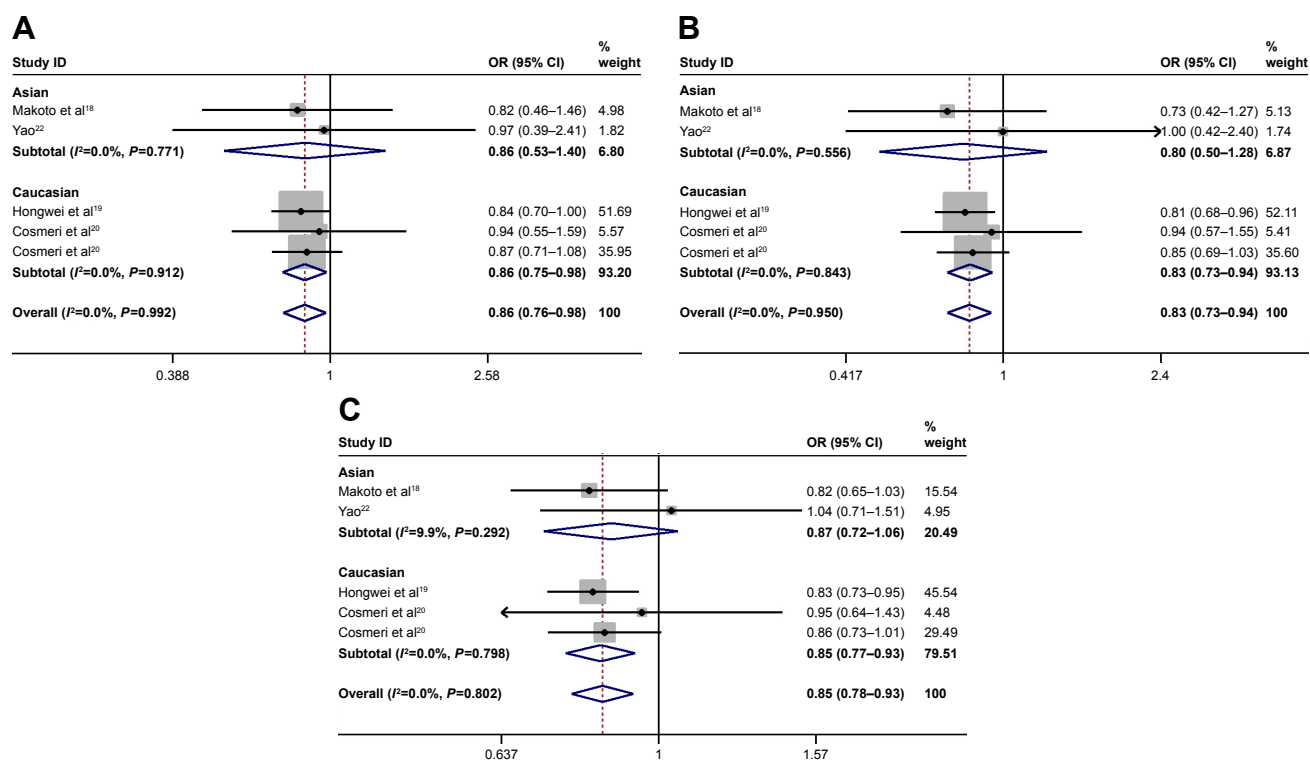 A
Study ID OR (95% CI) % weight
Asian
Makoto et al18 0.82 (0.46–1.46) 4.98
Yao22 0.97 (0.39–2.41) 1.82
Subtotal (I2=0.0%, P=0.771) 0.86 (0.53–1.40) 6.80
Caucasian
Hongwei et al19 0.84 (0.70–1.00) 51.69
Cosmeri et al20 0.94 (0.55–1.59) 5.57
Cosmeri et al20 0.87 (0.71–1.08) 35.95
Subtotal (I2=0.0%, P=0.912) 0.86 (0.75–0.98) 93.20
Overall (I2=0.0%, P=0.992) 0.86 (0.76–0.98) 100
0.388 1 2.58
B
Study ID OR (95% CI) % weight
Asian
Makoto et al18 0.73 (0.42–1.27) 5.13
Yao22 1.00 (0.42–2.40) 1.74
Subtotal (I2=0.0%, P=0.556) 0.80 (0.50–1.28) 6.87
Caucasian
Hongwei et al19 0.81 (0.68–0.96) 52.11
Cosmeri et al20 0.94 (0.57–1.55) 5.41
Cosmeri et al20 0.85 (0.69–1.03) 35.60
Subtotal (I2=0.0%, P=0.843) 0.83 (0.73–0.94) 93.13
Overall (I2=0.0%, P=0.950) 0.83 (0.73–0.94) 100
0.417 1 2.4
C
Study ID OR (95% CI) % weight
Asian
Makoto et al18 0.82 (0.65–1.03) 15.54
Yao22 1.04 (0.71–1.51) 4.95
Subtotal (I2=9.9%, P=0.292) 0.87 (0.72–1.06) 20.49
Caucasian
Hongwei et al19 0.83 (0.73–0.95) 45.54
Cosmeri et al20 0.95 (0.64–1.43) 4.48
Cosmeri et al20 0.86 (0.73–1.01) 29.49
Subtotal (I2=0.0%, P=0.798) 0.85 (0.77–0.93) 79.51
Overall (I2=0.0%, P=0.802) 0.85 (0.78–0.93) 100
0.637 1 1.57